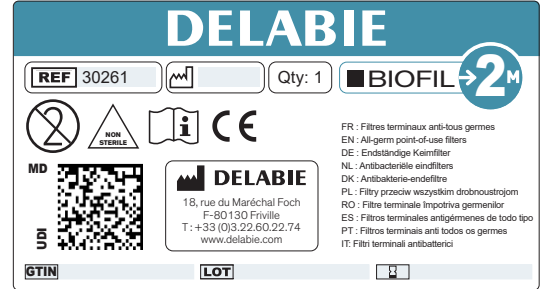 DELABIE
REF 30261
Qty: 1
BIOFIL 2M
2
NON
STERILE
i
CE
MD
UDI
DELABIE
18, rue du Maréchal Foch
F-80130 Friville
T : +33 (0)3.22.60.22.74
www.delabie.com
FR : Filtres terminaux anti-tous germes
EN : All-germ point-of-use filters
DE : Endständige Keimfilter
NL : Antibacteriële eindfilters
DK : Antibakterie-endefiltre
PL : Filtry przeciw wszystkim drobnoustrojom
RO : Filtre terminale Impotriva germenilor
ES : Filtros terminales antigérmenes de todo tipo
PT : Filtros terminais anti todos os germes
IT: Filtri terminali antibatterici
GTIN
LOT